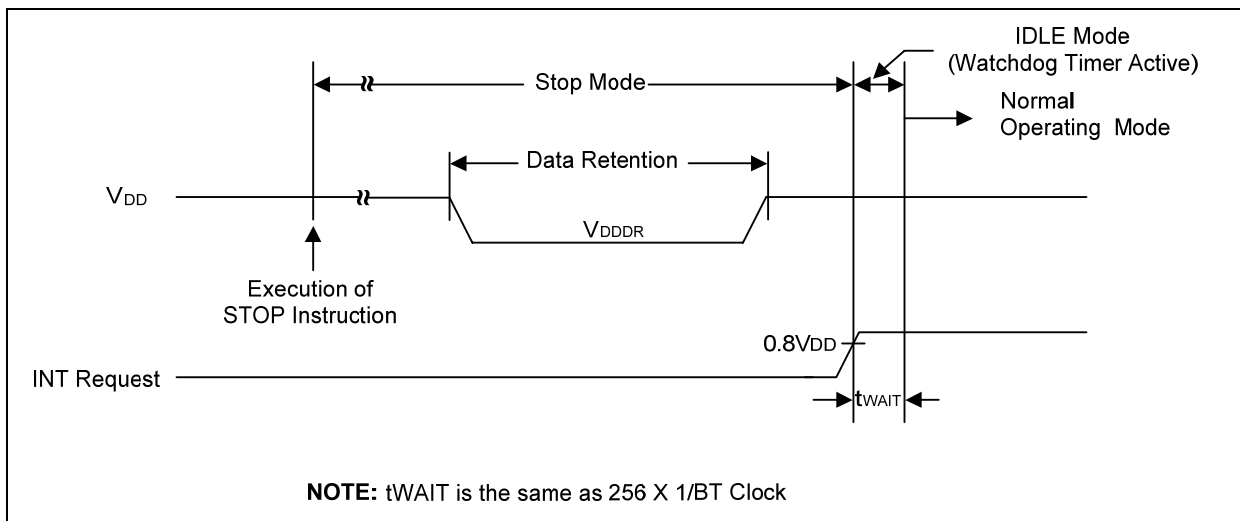 IDLE Mode
(Watchdog Timer Active)
Stop Mode
Normal
Operating Mode
Data Retention
VDD
VDDDR
Execution of
STOP Instruction
0.8VDD
INT Request
tWAIT
NOTE: tWAIT is the same as 256 X 1/BT Clock